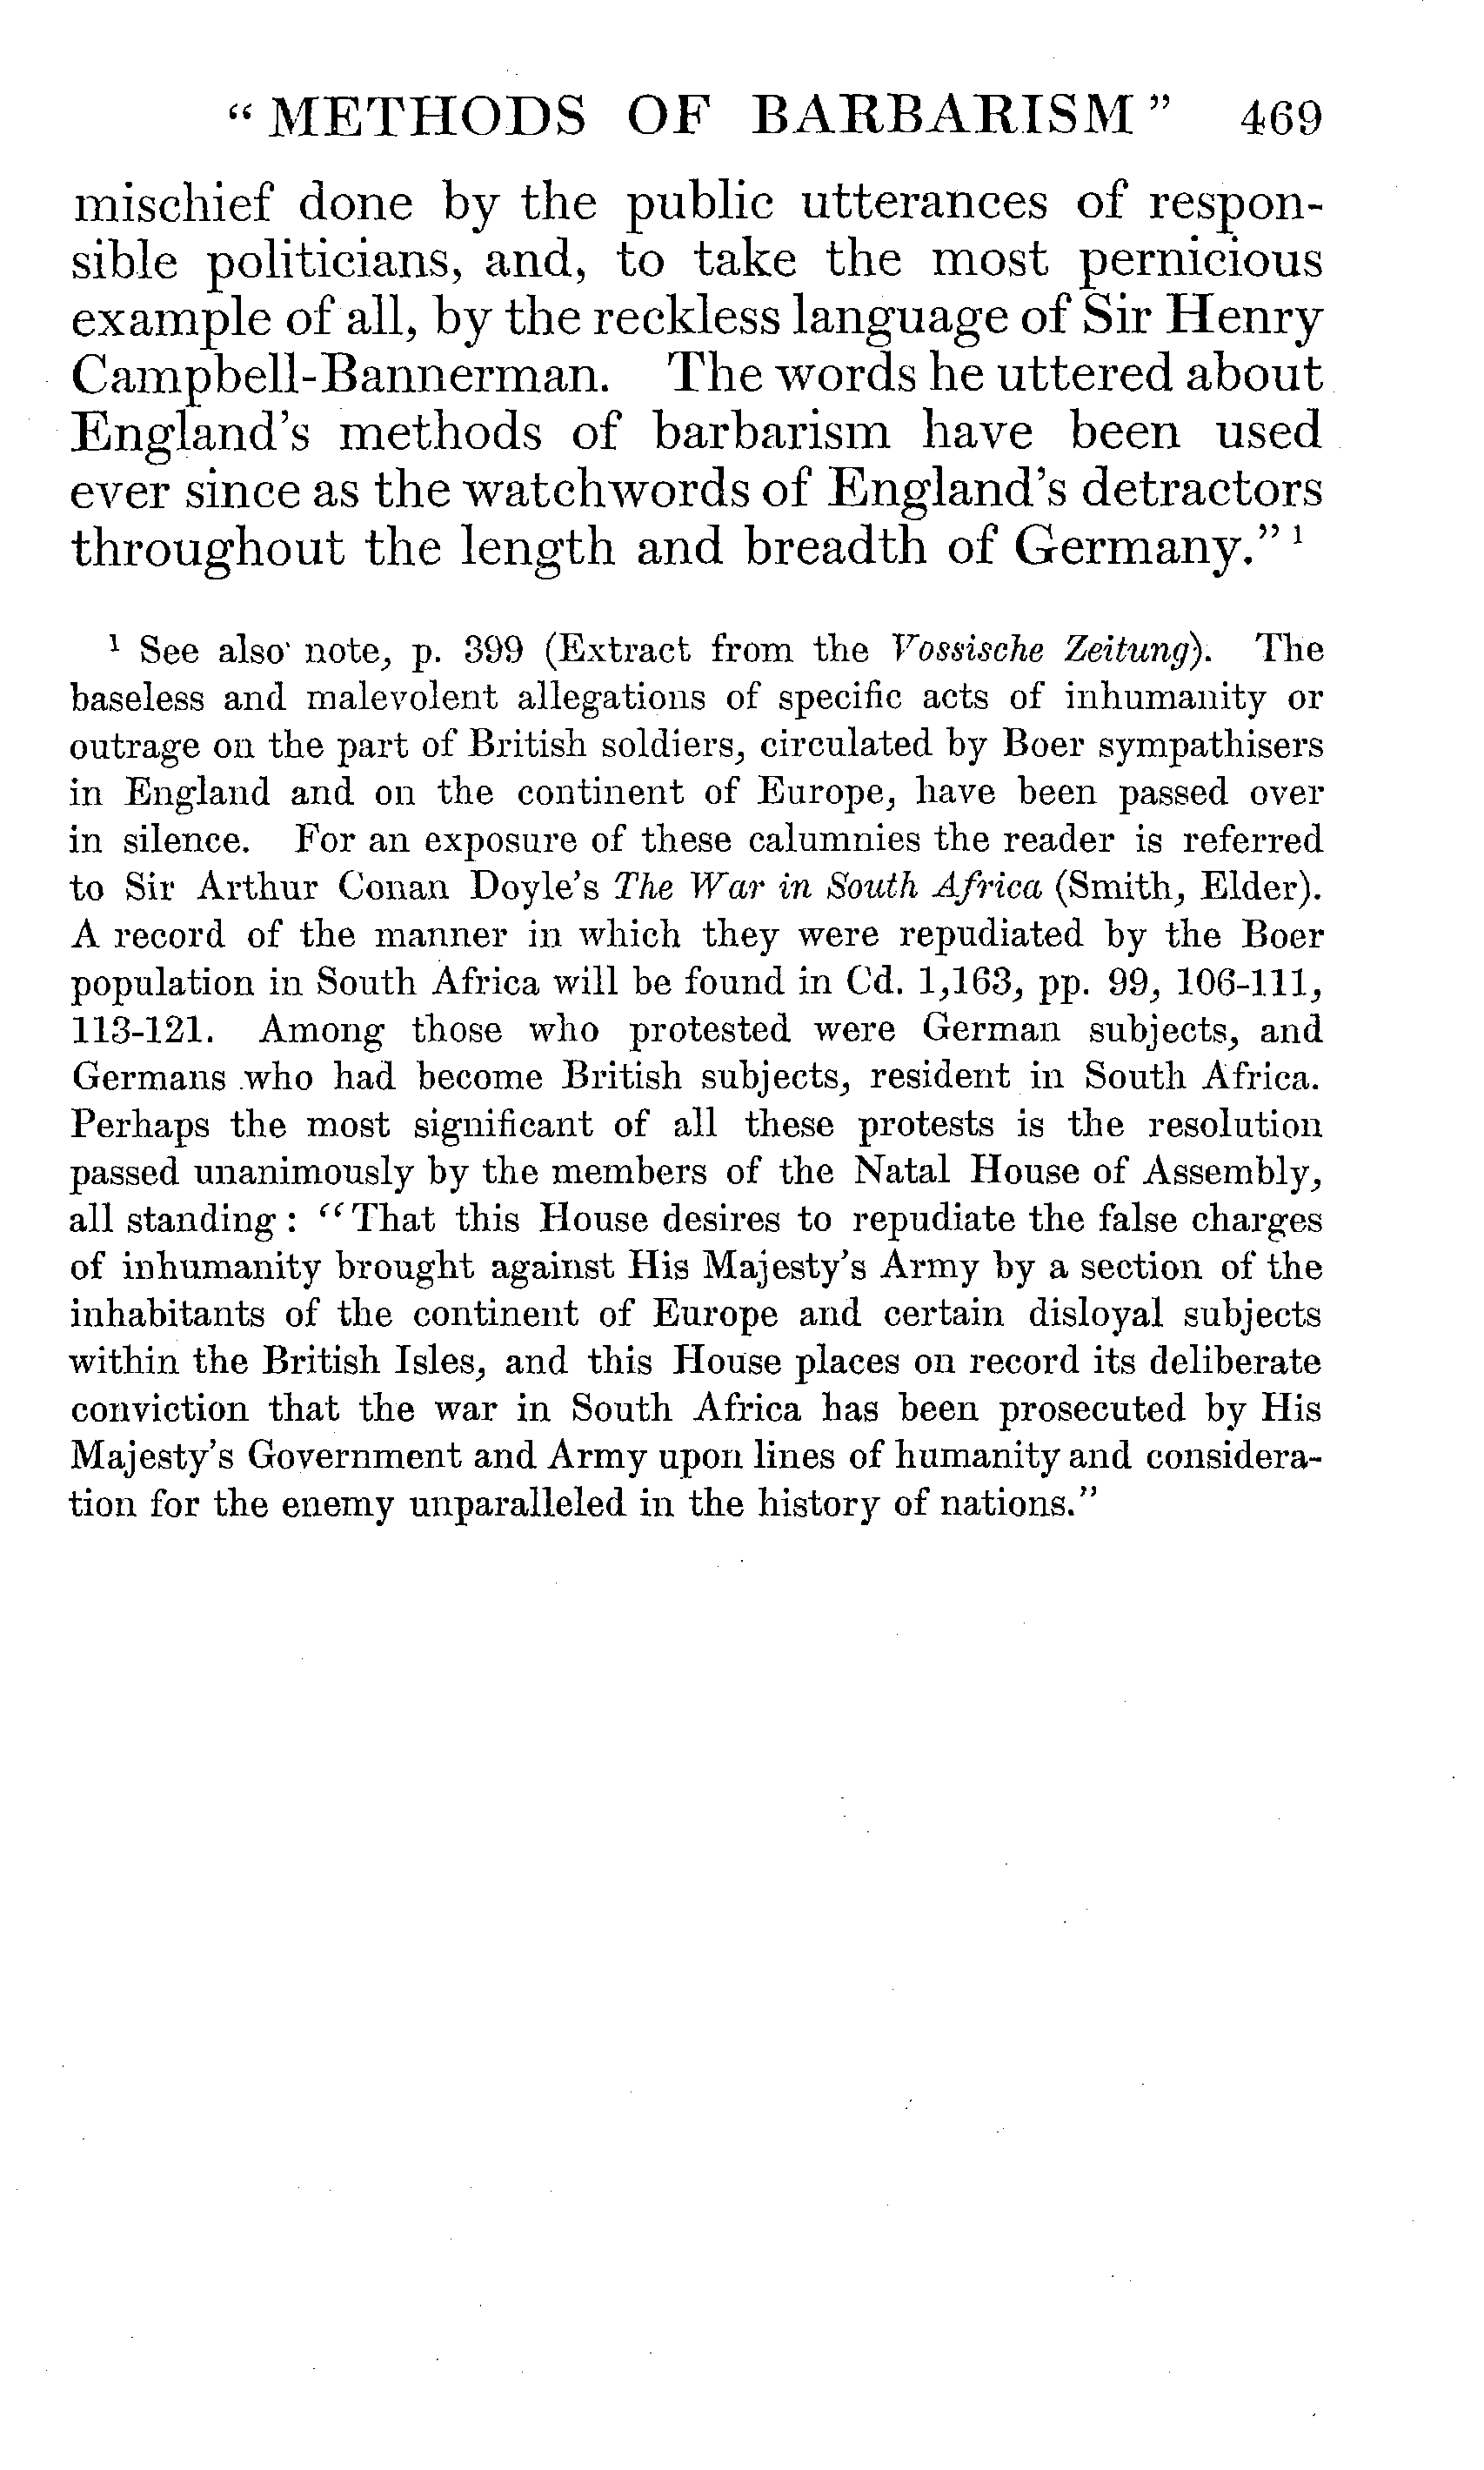 “ METHODS OF BARBARISM ” 469
mischief done by the public utterances of respon-
sible politicians, and, to take the most pernicious
example of all, by the reckless language of Sir Henry
Campbell-Bannerman. The words he uttered about
England’s methods of barbarism have been used
ever since as the watchwords of England’s detractors
throughout the length and breadth of Germany.” ¹
¹ See also note, p. 399 (Extract from the Vossische Zeitung). The
baseless and malevolent allegations of specific acts of inhumanity or
outrage on the part of British soldiers, circulated by Boer sympathisers
in England and on the continent of Europe, have been passed over
in silence. For an exposure of these calumnies the reader is referred
to Sir Arthur Conan Doyle’s The War in South Africa (Smith, Elder).
A record of the manner in which they were repudiated by the Boer
population in South Africa will be found in Cd. 1,163, pp. 99, 106-111,
113-121. Among those who protested were German subjects, and
Germans who had become British subjects, resident in South Africa.
Perhaps the most significant of all these protests is the resolution
passed unanimously by the members of the Natal House of Assembly,
all standing : “That this House desires to repudiate the false charges
of inhumanity brought against His Majesty’s Army by a section of the
inhabitants of the continent of Europe and certain disloyal subjects
within the British Isles, and this House places on record its deliberate
conviction that the war in South Africa has been prosecuted by His
Majesty’s Government and Army upon lines of humanity and considera-
tion for the enemy unparalleled in the history of nations.”